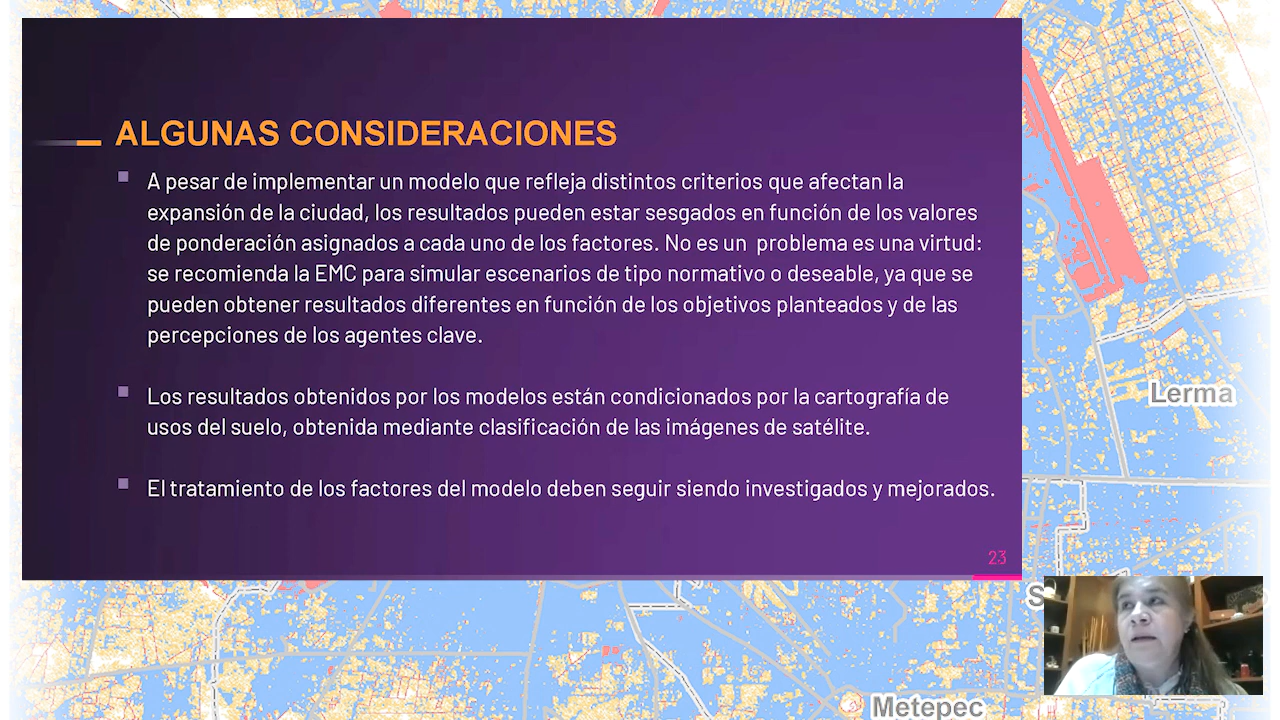 ALGUNAS CONSIDERACIONES
A pesar de implementar un modelo que refleja distintos criterios que afectan la
expansión de la ciudad, los resultados pueden estar sesgados en función de los valores
de ponderación asignados a cada uno de los factores. No es un problema es una virtud:
se recomienda la EMC para simular escenarios de tipo normativo o deseable, ya que se
pueden obtener resultados diferentes en función de los objetivos planteados y de las
percepciones de los agentes clave.
Los resultados obtenidos por los modelos están condicionados por la cartografía de
usos del suelo, obtenida mediante clasificación de las imágenes de satélite.
El tratamiento de los factores del modelo deben seguir siendo investigados y mejorados.
23
Lerma
Metepec